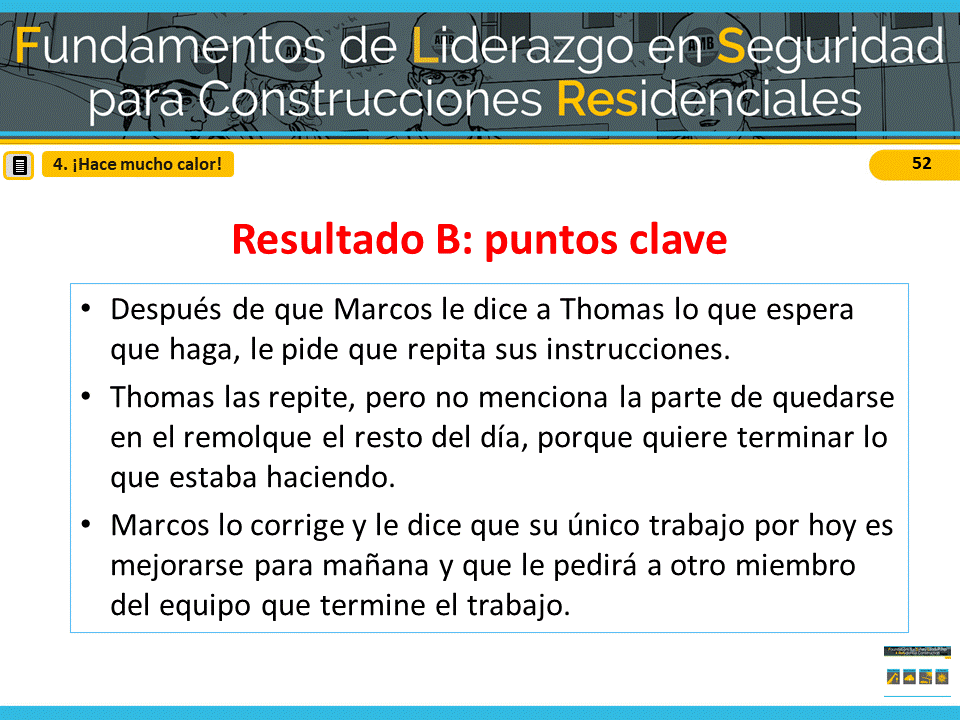 Fundamentos de Liderazgo en Seguridad
para Construcciones Residenciales
4. ¡Hace mucho calor!
52
Resultado B: puntos clave
• Después de que Marcos le dice a Thomas lo que espera
que haga, le pide que repita sus instrucciones.
• Thomas las repite, pero no menciona la parte de quedarse
en el remolque el resto del día, porque quiere terminar lo
que estaba haciendo.
• Marcos lo corrige y le dice que su único trabajo por hoy es
mejorarse para mañana y que le pedirá a otro miembro
del equipo que termine el trabajo.